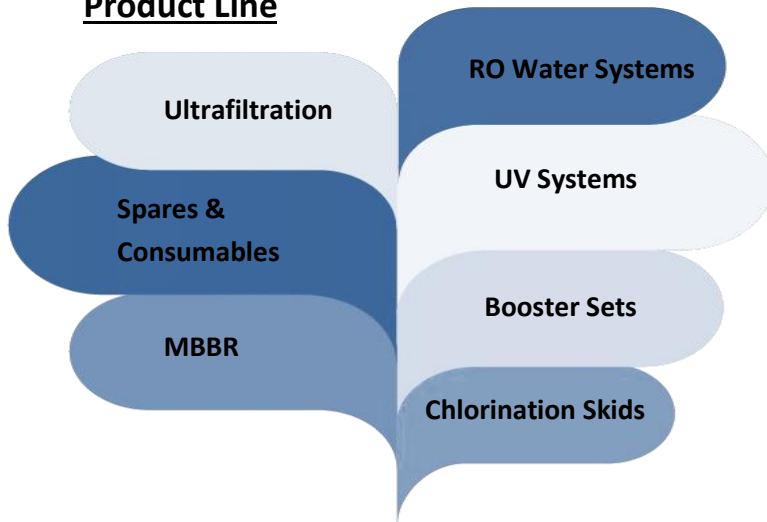 Product Line
RO Water Systems
Ultrafiltration
UV Systems
Spares &
Consumables
Booster Sets
MBBR
Chlorination Skids